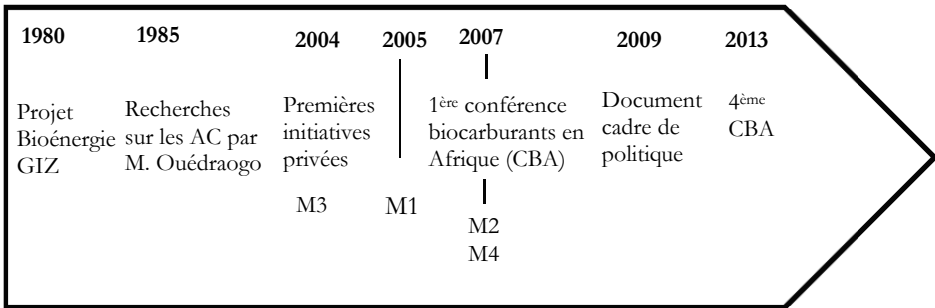 1980
Projet
Bioénergie
GIZ
1985
Recherches
sur les AC par
M. Ouédraogo
2004
Premières
initiatives
privées
M3
2005
M1
2007
1ère conférence
biocarburants en
Afrique (CBA)
M2
M4
2009
Document
cadre de
politique
2013
4ème
CBA